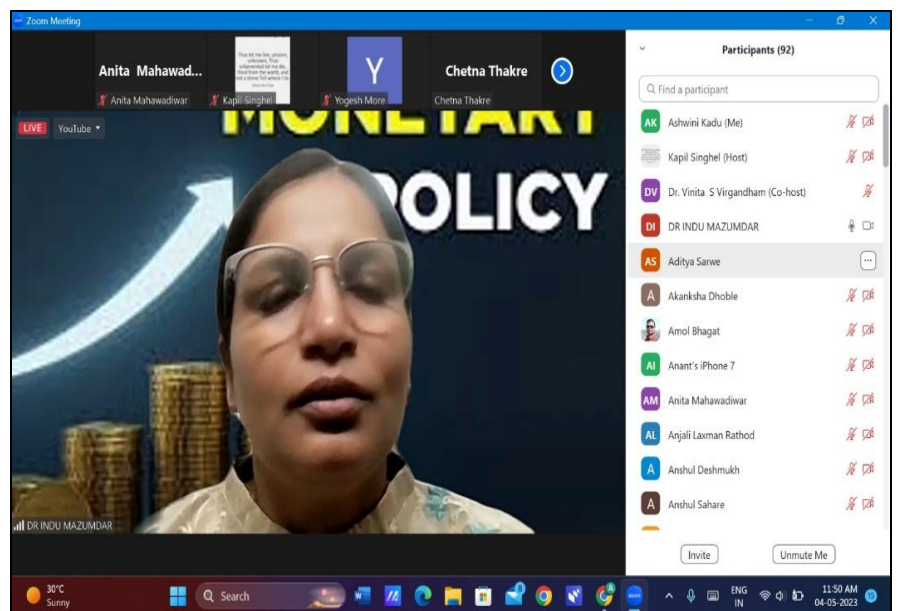 Zoom Meeting
Anita Mahawad...
Anita Mahawadiwar
Kapil Singhel
Y
Yogesh More
Chetna Thakre
Chetna Thakre
LIVE
YouTube
MONETARY
POLICY
DR INDU MAZUMDAR
Participants (92)
Find a participant
AK Ashwini Kadu (Me)
Kapil Singhel (Host)
DV Dr. Vinita S Virgandham (Co-host)
DI DR INDU MAZUMDAR
AS Aditya Sarwe
A Akanksha Dhoble
Amol Bhagat
AI Anant's iPhone 7
AM Anita Mahawadiwar
AL Anjali Laxman Rathod
A Anshul Deshmukh
A Anshul Sahare
Invite
Unmute Me
30°C
Sunny
Search
ENG
IN
11:50 AM
04-05-2023